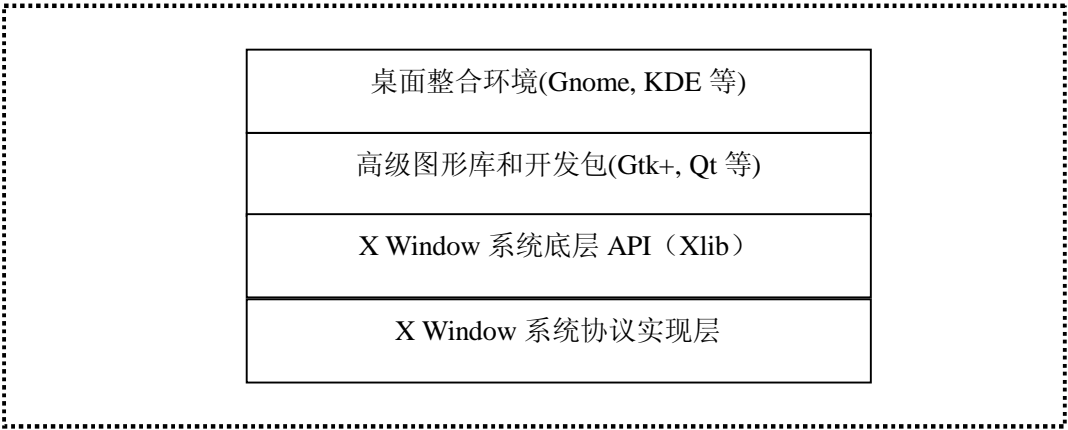 桌面整合环境(Gnome, KDE 等)
高级图形库和开发包(Gtk+, Qt 等)
X Window 系统底层 API（Xlib）
X Window 系统协议实现层